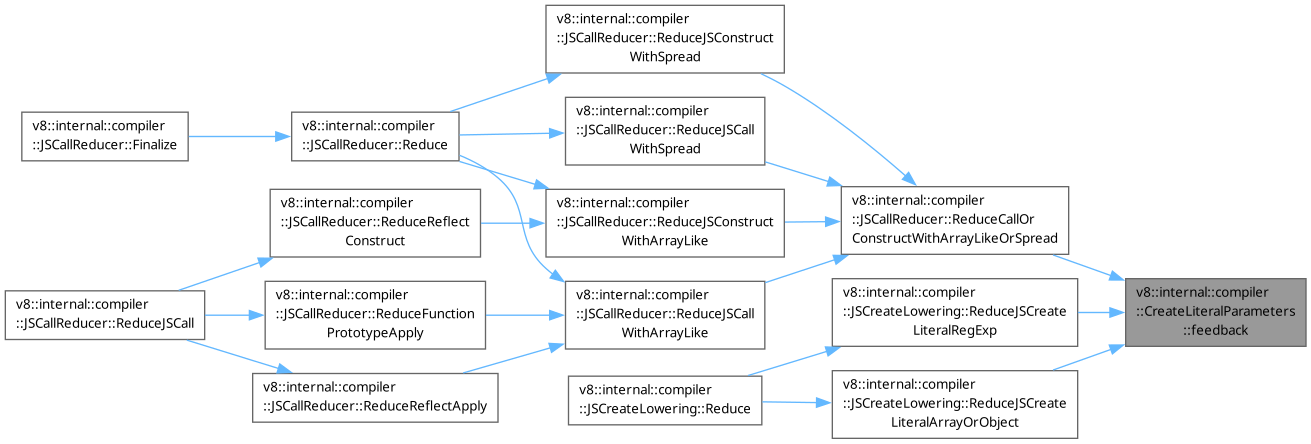 v8::internal::compiler
::JSCallReducer::ReduceJSConstruct
WithSpread
v8::internal::compiler
::JSCallReducer::Finalize
v8::internal::compiler
::JSCallReducer::Reduce
v8::internal::compiler
::JSCallReducer::ReduceJSCall
WithSpread
v8::internal::compiler
::JSCallReducer::ReduceReflect
Construct
v8::internal::compiler
::JSCallReducer::ReduceJSConstruct
WithArrayLike
v8::internal::compiler
::JSCallReducer::ReduceCallOr
ConstructWithArrayLikeOrSpread
v8::internal::compiler
::JSCallReducer::ReduceJSCall
v8::internal::compiler
::JSCallReducer::ReduceFunction
PrototypeApply
v8::internal::compiler
::JSCallReducer::ReduceJSCall
WithArrayLike
v8::internal::compiler
::JSCreateLowering::ReduceJSCreate
LiteralRegExp
v8::internal::compiler
::CreateLiteralParameters
::feedback
v8::internal::compiler
::JSCallReducer::ReduceReflectApply
v8::internal::compiler
::JSCreateLowering::Reduce
v8::internal::compiler
::JSCreateLowering::ReduceJSCreate
LiteralArrayOrObject